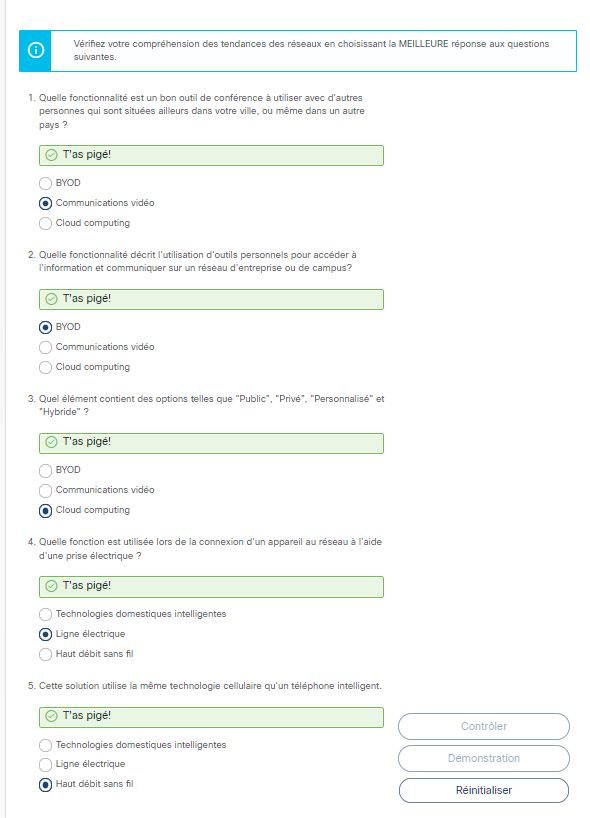 Vérifiez votre compréhension des tendances des réseaux en choisissant la MEILLEURE réponse aux questions
suivantes.
1. Quelle fonctionnalité est un bon outil de conférence à utiliser avec d'autres
personnes qui sont situées ailleurs dans votre ville, ou même dans un autre
pays ?
T'as pigé!
BYOD
Communications vidéo
Cloud computing
2. Quelle fonctionnalité décrit l'utilisation d'outils personnels pour accéder à
l'information et communiquer sur un réseau d'entreprise ou de campus?
T'as pigé!
BYOD
Communications vidéo
Cloud computing
3. Quel élément contient des options telles que "Public", "Privé", "Personnalisé" et
"Hybride" ?
T'as pigé!
BYOD
Communications vidéo
Cloud computing
4. Quelle fonction est utilisée lors de la connexion d'un appareil au réseau à l'aide
d'une prise électrique ?
T'as pigé!
Technologies domestiques intelligentes
Ligne électrique
Haut débit sans fil
5. Cette solution utilise la même technologie cellulaire qu'un téléphone intelligent.
T'as pigé!
Technologies domestiques intelligentes
Ligne électrique
Haut débit sans fil
Contrôler
Démonstration
Réinitialiser